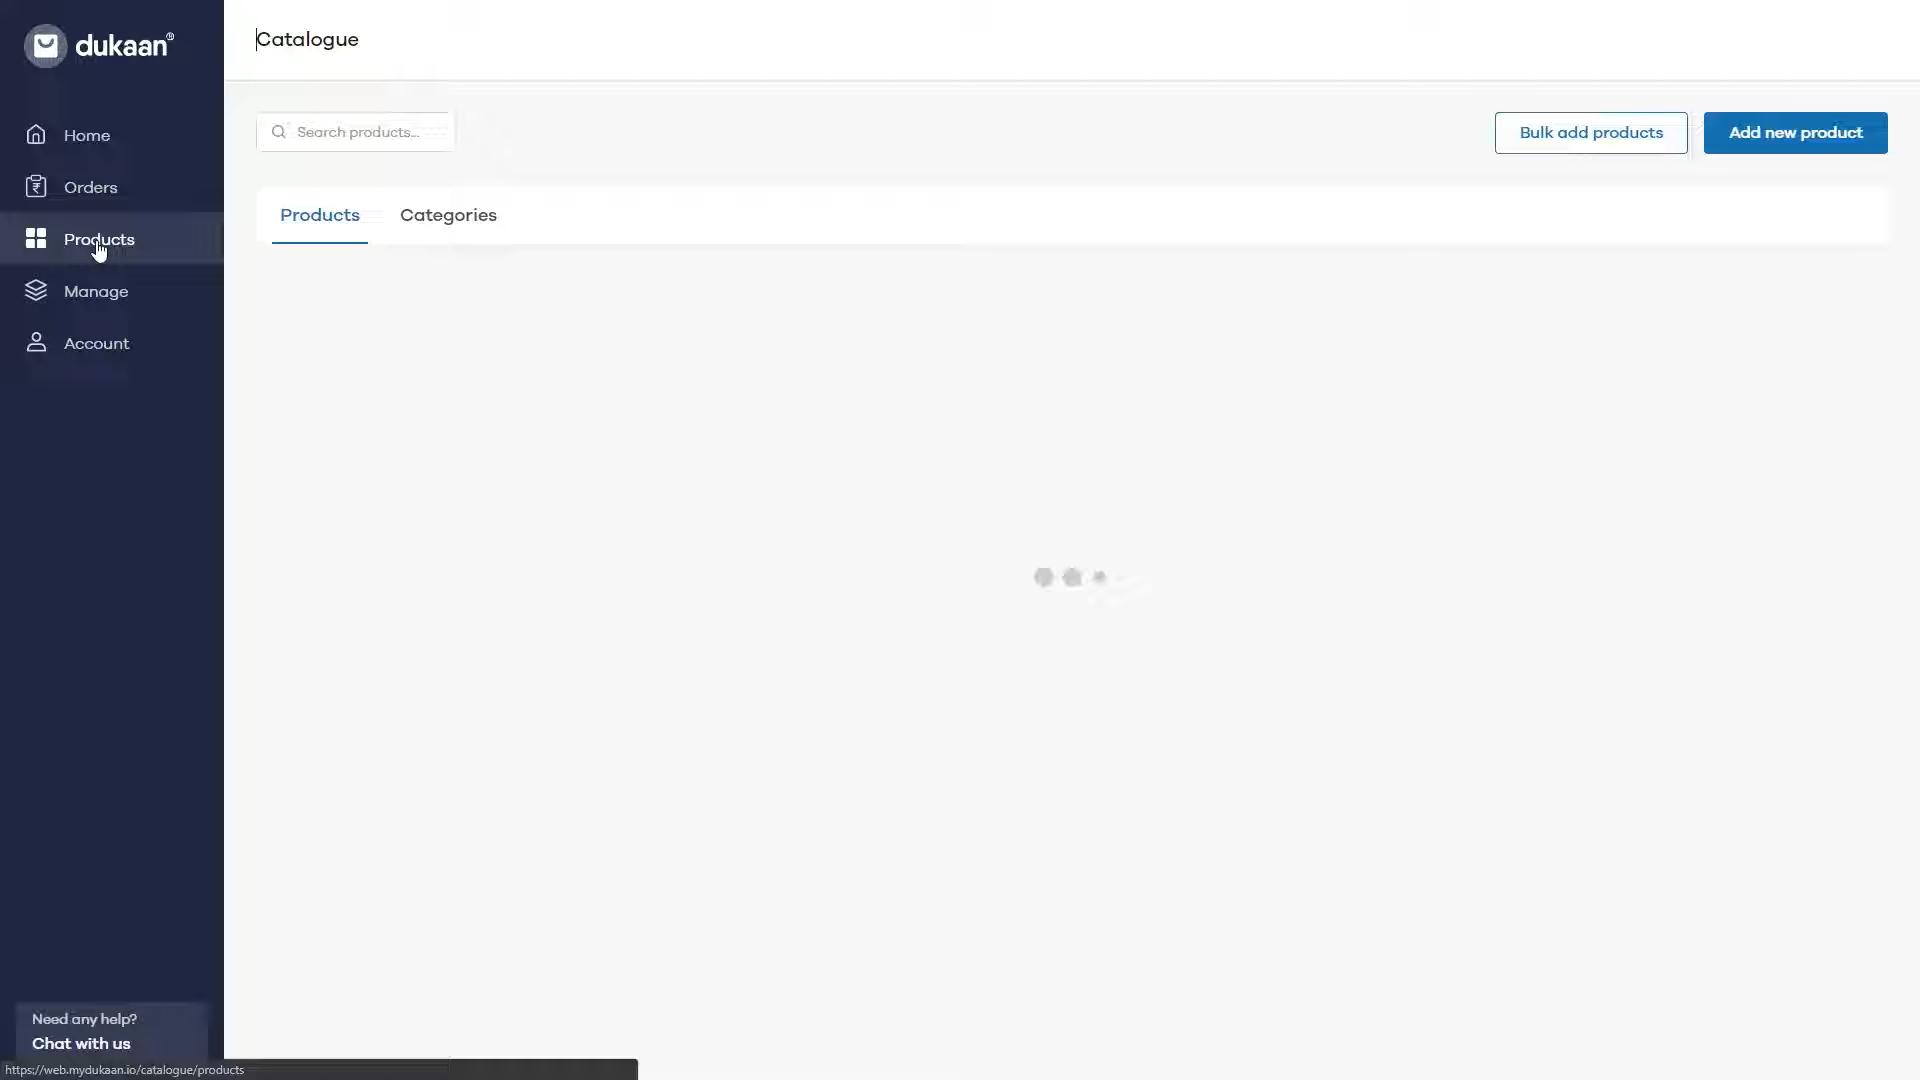 dukaan®
Catalogue
Search products...
Bulk add products
Add new product
Home
Orders
Products
Manage
Account
Products
Categories
Need any help?
Chat with us
https://web.mydukaan.io/catalogue/products